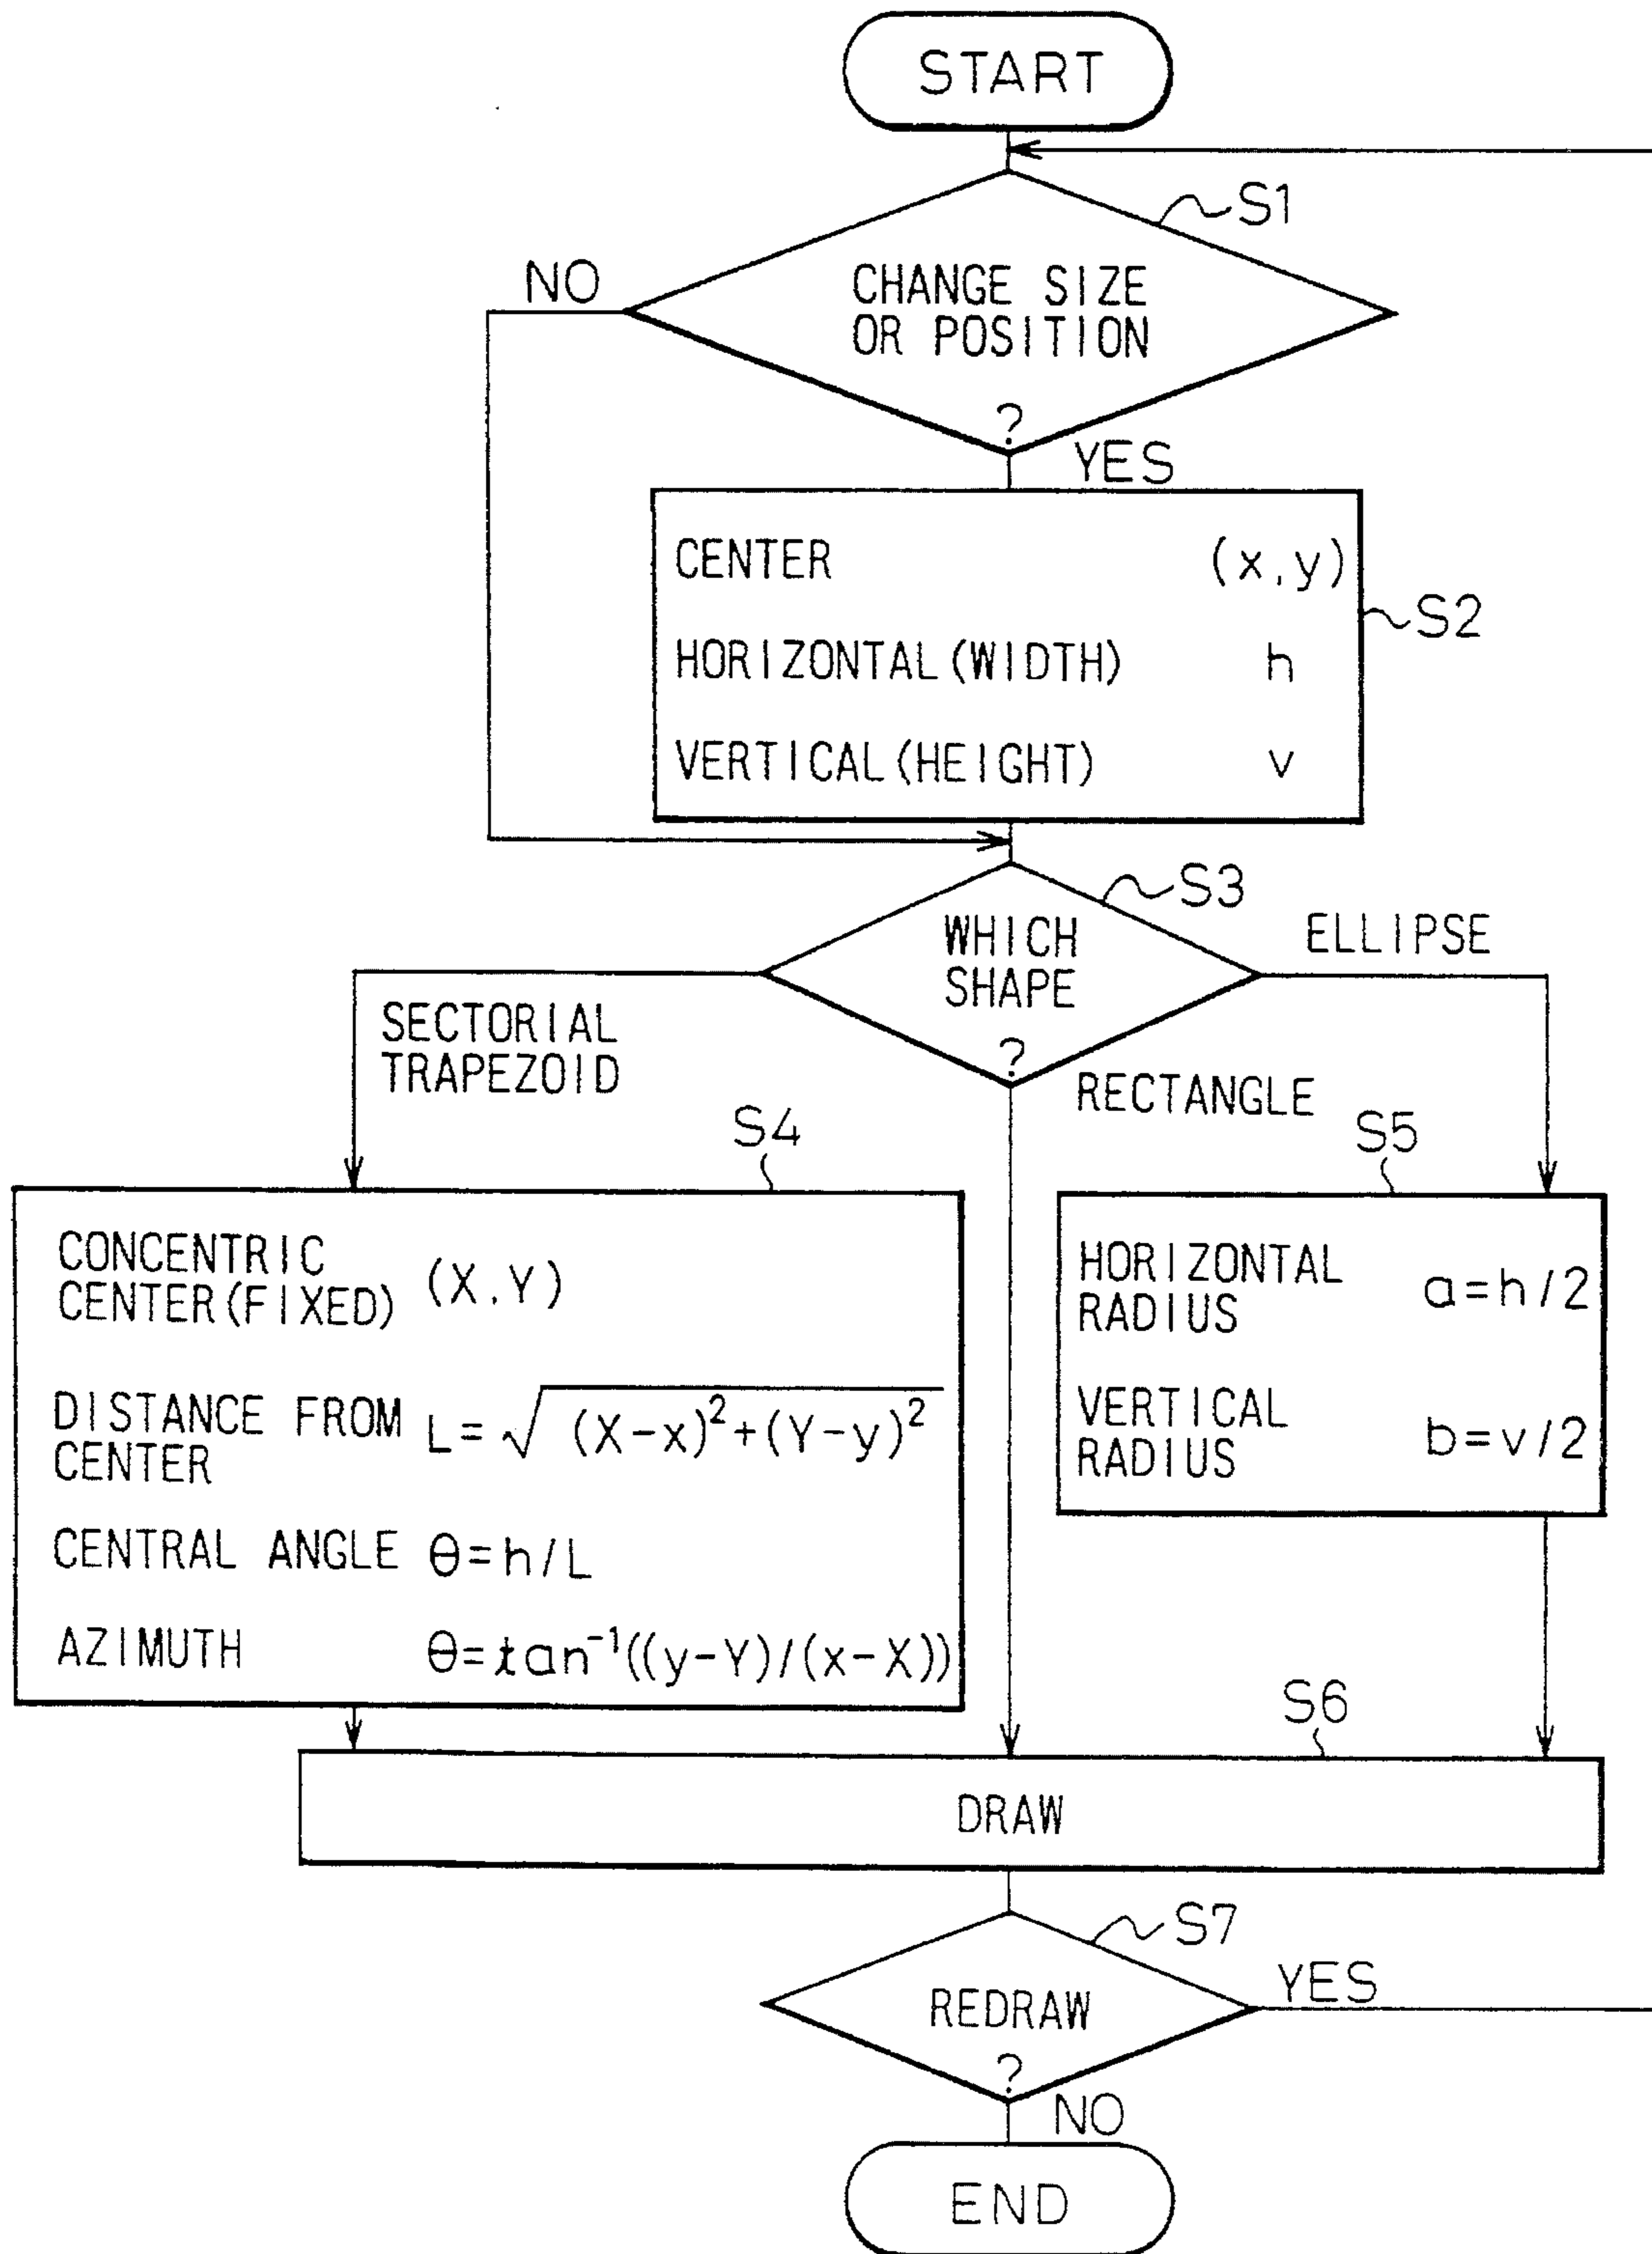 START
S1
NO
CHANGE SIZE
OR POSITION
?
YES
CENTER (x,y)
S2
HORIZONTAL(WIDTH) h
VERTICAL(HEIGHT) v
S3
WHICH
SHAPE
?
ELLIPSE
SECTORIAL
TRAPEZOID
RECTANGLE
S4
CONCENTRIC
CENTER(FIXED) (X,Y)
DISTANCE FROM
CENTER L=√(X-x)²+(Y-y)²
CENTRAL ANGLE θ=h/L
AZIMUTH θ=tan⁻¹((y-Y)/(x-X))
S5
HORIZONTAL
RADIUS a=h/2
VERTICAL
RADIUS b=v/2
S6
DRAW
S7
REDRAW
?
YES
NO
END